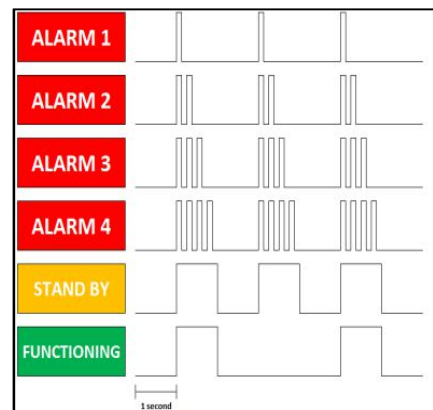 ALARM 1
ALARM 2
ALARM 3
ALARM 4
STAND BY
FUNCTIONING
1 second